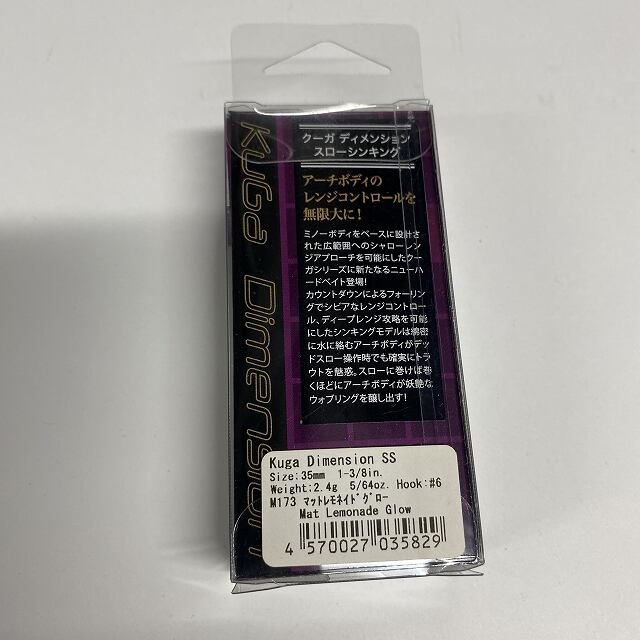 KuGa Dimension
クーガ ディメンション
スローシンキング
アーチボディの
レンジコントロールを
無限大に!
ミノーボディをベースに設計さ
れた広範囲へのシャローレン
ジアプローチを可能にしたクー
ガシリーズに新たなるニューハ
ードベイト登場!
カウントダウンによるフォーリン
グでシビアなレンジコントロー
ル、ディープレンジ攻略を可能
にしたシンキングモデルは綿密
に水に絡むアーチボディがデッ
ドスロー操作時でも確実にトラ
ウトを魅惑。スローに巻けば巻
くほどにアーチボディが妖艶な
ウォブリングを醸し出す!
Kuga Dimension SS
Size:35mm 1-3/8in.
Weight:2.4g 5/64oz. Hook:#6
M173 マットレモネイドグロー
Mat Lemonade Glow
4 570027 035829